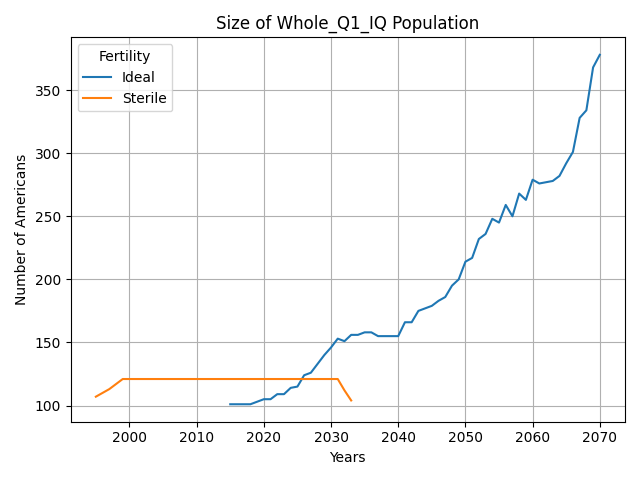 Size of Whole_Q1_IQ Population
Fertility
Ideal
Sterile
Number of Americans
350
300
250
200
150
100
2000 2010 2020 2030 2040 2050 2060 2070
Years